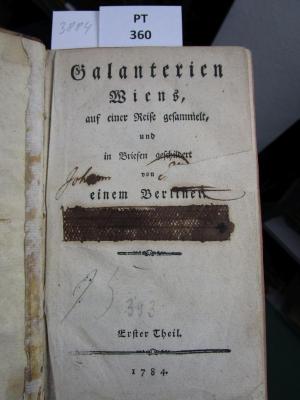 3884
PT
360
Galanterien
Wiens,
auf einer Reise gesammelt,
und
in Briefen geschildert
von
einem Berliner
393
Erster Theil.
1784.